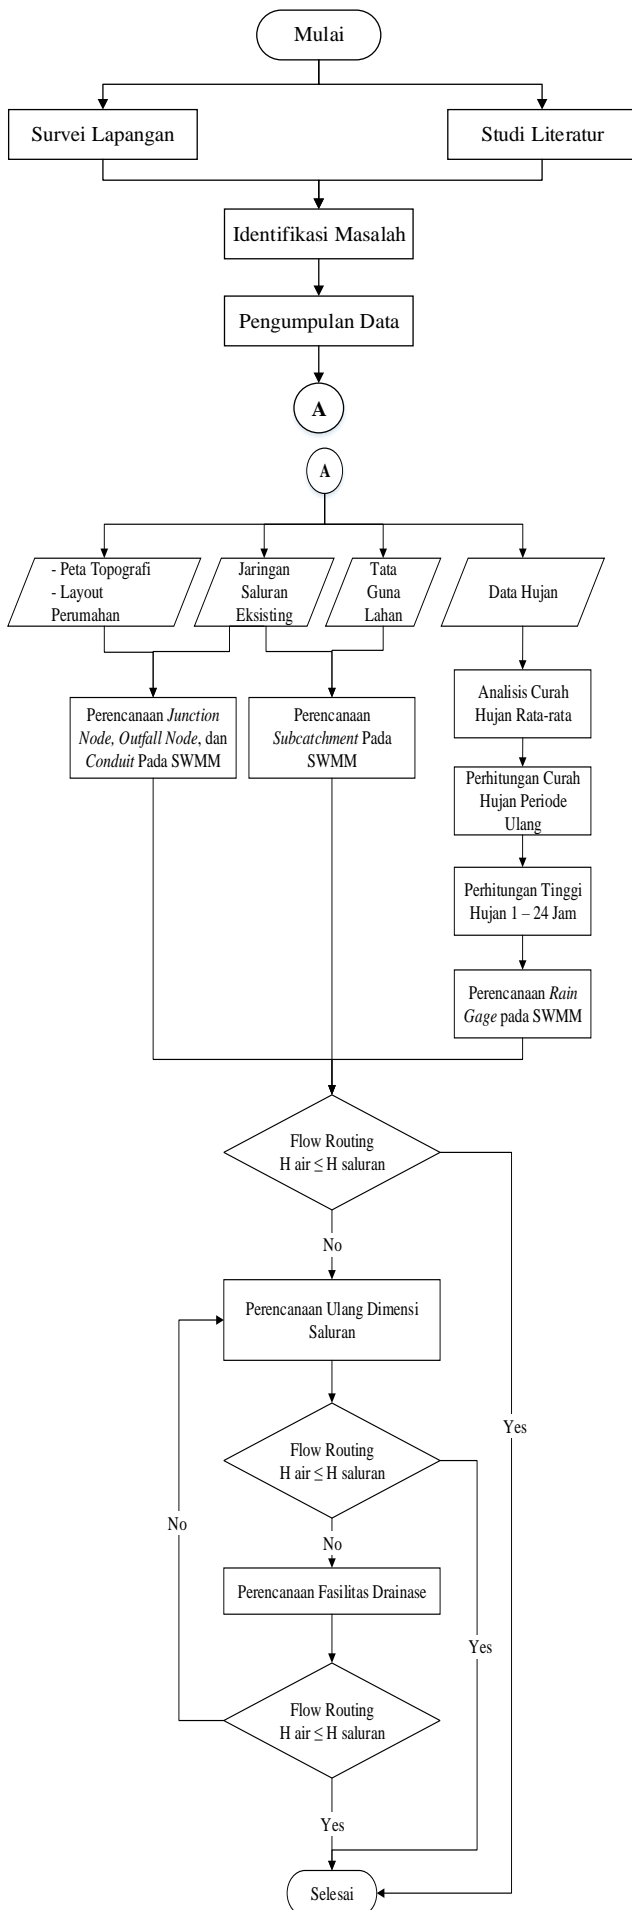 Mulai
Survei Lapangan
Studi Literatur
Identifikasi Masalah
Pengumpulan Data
A
A
- Peta Topografi
- Layout
Perumahan
Jaringan
Saluran
Eksisting
Tata
Guna
Lahan
Data Hujan
Perencanaan Junction
Node, Outfall Node, dan
Conduit Pada SWMM
Perencanaan
Subcatchment Pada
SWMM
Analisis Curah
Hujan Rata-rata
Perhitungan Curah
Hujan Periode
Ulang
Perhitungan Tinggi
Hujan 1 – 24 Jam
Perencanaan Rain
Gage pada SWMM
Flow Routing
H air ≤ H saluran
No
Perencanaan Ulang Dimensi
Saluran
Yes
Flow Routing
H air ≤ H saluran
No
No
Perencanaan Fasilitas Drainase
Yes
Flow Routing
H air ≤ H saluran
Yes
Selesai